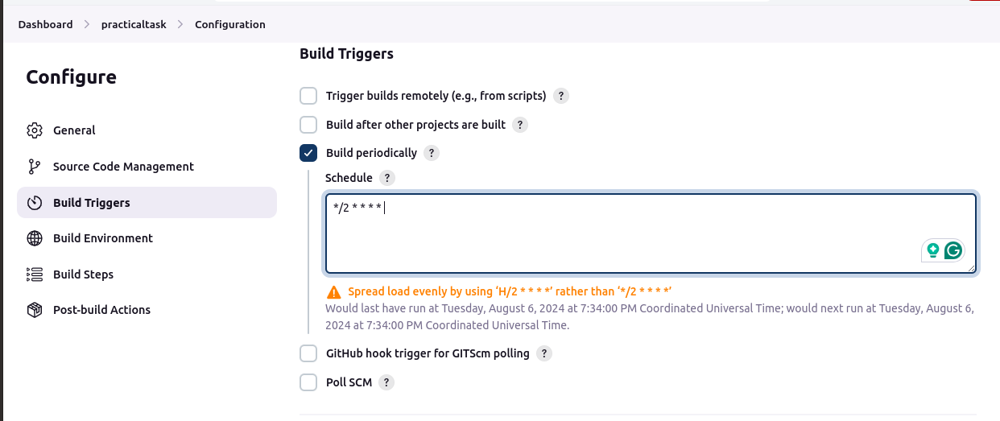 Dashboard > practicaltask > Configuration
Configure
General
Source Code Management
Build Triggers
Build Environment
Build Steps
Post-build Actions
Build Triggers
Trigger builds remotely (e.g., from scripts) ?
Build after other projects are built ?
Build periodically ?
Schedule ?
*/2 * * * *
Spread load evenly by using ‘H/2 * * * *’ rather than ‘*/2 * * * *’
Would last have run at Tuesday, August 6, 2024 at 7:34:00 PM Coordinated Universal Time; would next run at Tuesday, August 6,
2024 at 7:34:00 PM Coordinated Universal Time.
GitHub hook trigger for GITScm polling ?
Poll SCM ?